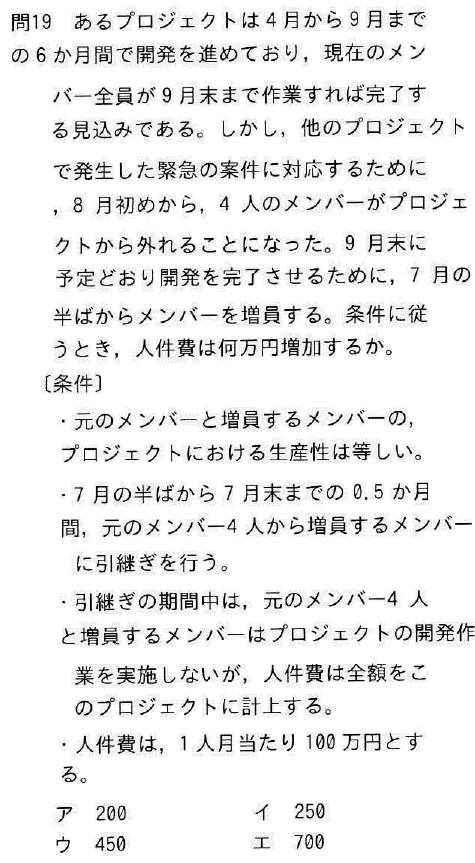 問19 あるプロジェクトは4月から9月まで
の6か月間で開発を進めており，現在のメン
バー全員が9月末まで作業すれば完了す
る見込みである。しかし，他のプロジェクト
で発生した緊急の案件に対応するために
，8 月初めから，4 人のメンバーがプロジェ
クトから外れることになった。9 月末に
予定どおり開発を完了させるために，7 月の
半ばからメンバーを増員する。条件に従
うとき，人件費は何万円増加するか。
〔条件〕
・元のメンバーと増員するメンバーの，
プロジェクトにおける生産性は等しい。
・7 月の半ばから 7 月末までの 0.5 か月
間，元のメンバー4 人から増員するメンバー
に引継ぎを行う。
・引継ぎの期間中は，元のメンバー4 人
と増員するメンバーはプロジェクトの開発作
業を実施しないが，人件費は全額をこ
のプロジェクトに計上する。
・人件費は，1 人月当たり 100 万円とす
る。
ア 200 イ 250
ウ 450 エ 700